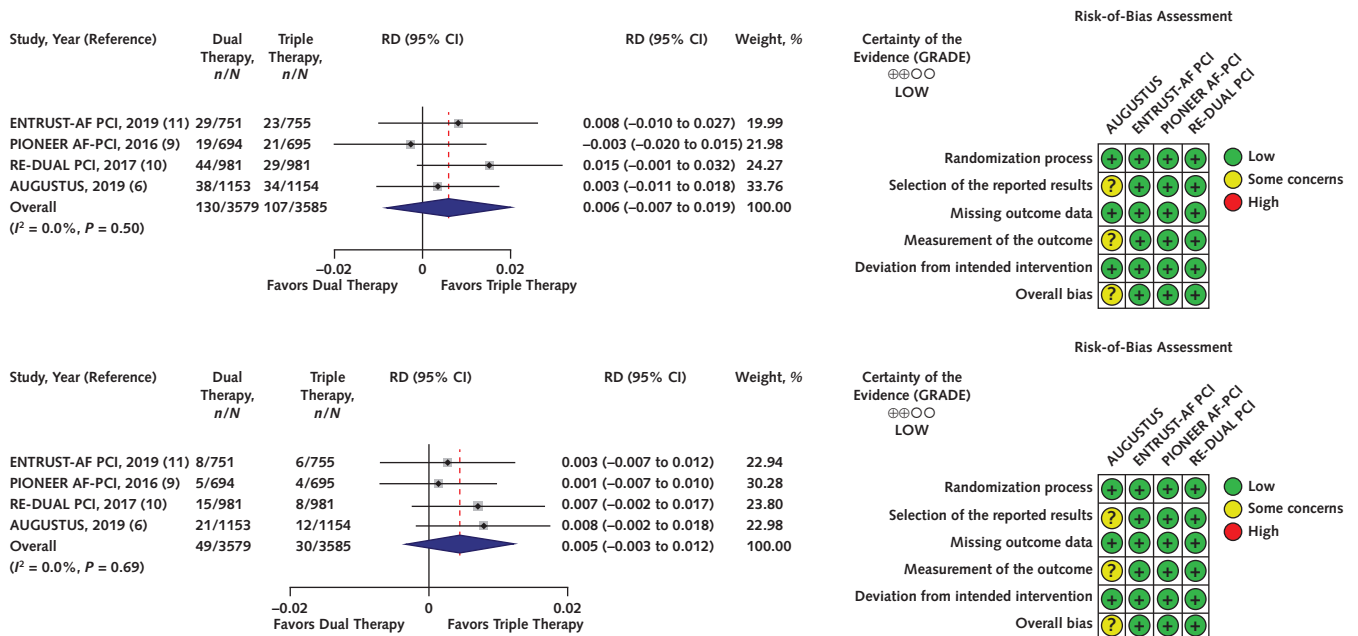 Risk-of-Bias Assessment
Study, Year (Reference) Dual Therapy, n/N Triple Therapy, n/N RD (95% CI) RD (95% CI) Weight, % Certainty of the Evidence (GRADE)
⊕⊕○○
LOW
AUGUSTUS ENTRUST-AF PCI PIONEER AF-PCI RE-DUAL PCI
ENTRUST-AF PCI, 2019 (11) 29/751 23/755 0.008 (−0.010 to 0.027) 19.99
PIONEER AF-PCI, 2016 (9) 19/694 21/695 −0.003 (−0.020 to 0.015) 21.98
RE-DUAL PCI, 2017 (10) 44/981 29/981 0.015 (−0.001 to 0.032) 24.27
AUGUSTUS, 2019 (6) 38/1153 34/1154 0.003 (−0.011 to 0.018) 33.76
Overall 130/3579 107/3585 0.006 (−0.007 to 0.019) 100.00
(I² = 0.0%, P = 0.50)
−0.02 0 0.02
Favors Dual Therapy Favors Triple Therapy
Randomization process + + + +
Selection of the reported results ? + + +
Missing outcome data + + + +
Measurement of the outcome ? + + +
Deviation from intended intervention + + + +
Overall bias ? + + +
Low
Some concerns
High
Risk-of-Bias Assessment
Study, Year (Reference) Dual Therapy, n/N Triple Therapy, n/N RD (95% CI) RD (95% CI) Weight, % Certainty of the Evidence (GRADE)
⊕⊕○○
LOW
AUGUSTUS ENTRUST-AF PCI PIONEER AF-PCI RE-DUAL PCI
ENTRUST-AF PCI, 2019 (11) 8/751 6/755 0.003 (−0.007 to 0.012) 22.94
PIONEER AF-PCI, 2016 (9) 5/694 4/695 0.001 (−0.007 to 0.010) 30.28
RE-DUAL PCI, 2017 (10) 15/981 8/981 0.007 (−0.002 to 0.017) 23.80
AUGUSTUS, 2019 (6) 21/1153 12/1154 0.008 (−0.002 to 0.018) 22.98
Overall 49/3579 30/3585 0.005 (−0.003 to 0.012) 100.00
(I² = 0.0%, P = 0.69)
−0.02 0 0.02
Favors Dual Therapy Favors Triple Therapy
Randomization process + + + +
Selection of the reported results ? + + +
Missing outcome data + + + +
Measurement of the outcome ? + + +
Deviation from intended intervention + + + +
Overall bias ? + + +
Low
Some concerns
High